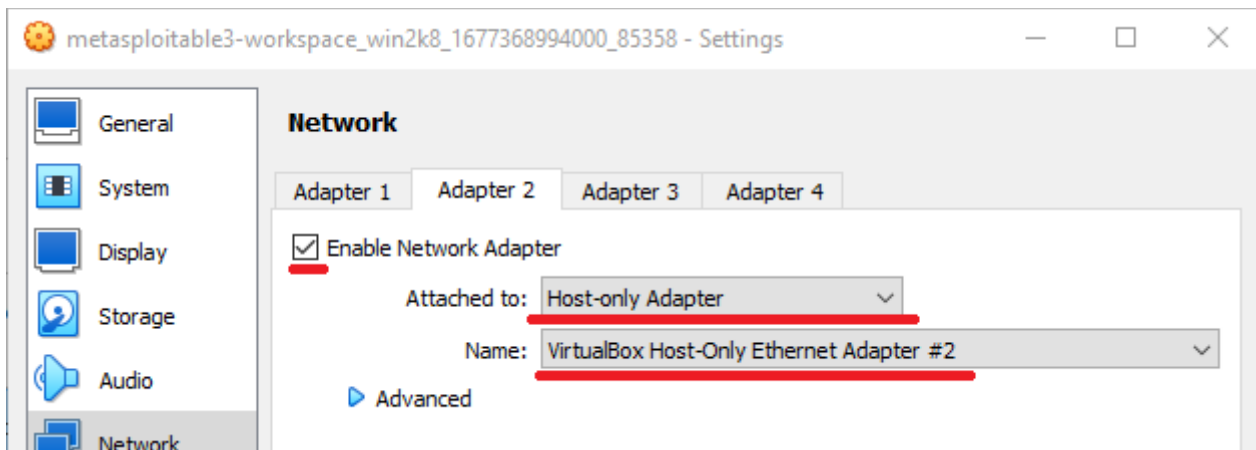 metasploitable3-workspace_win2k8_1677368994000_85358 - Settings
General
System
Display
Storage
Audio
Network
Network
Adapter 1 Adapter 2 Adapter 3 Adapter 4
Enable Network Adapter
Attached to: Host-only Adapter
Name: VirtualBox Host-Only Ethernet Adapter #2
Advanced